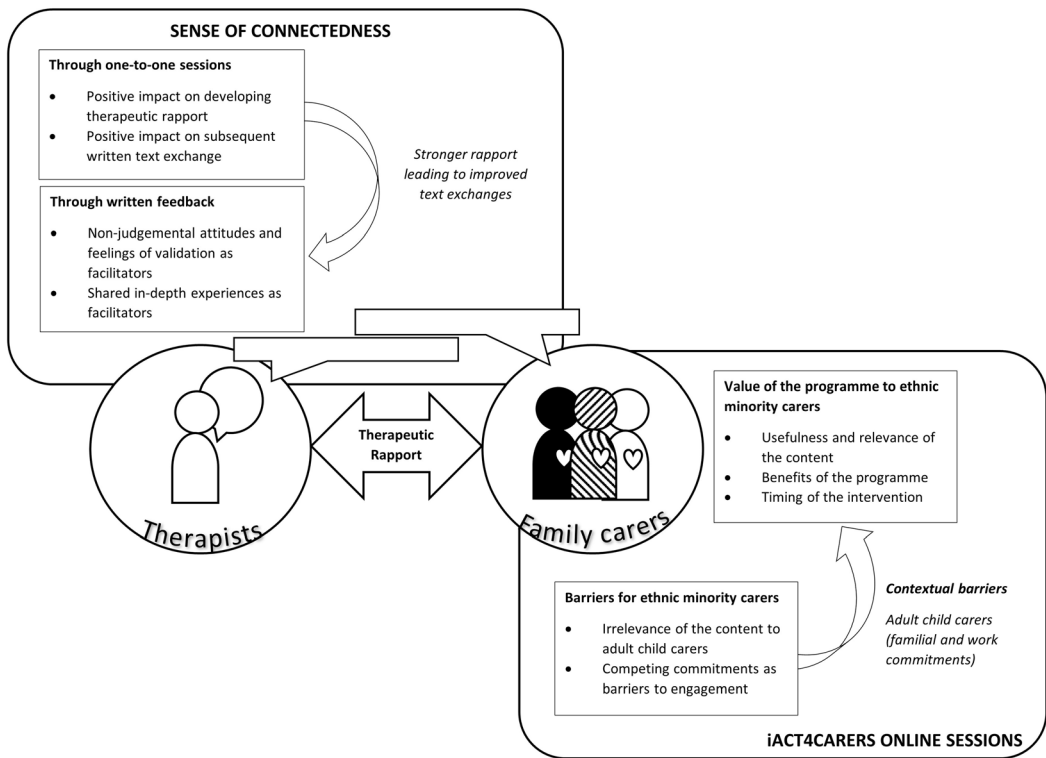 SENSE OF CONNECTEDNESS
Through one-to-one sessions
• Positive impact on developing
therapeutic rapport
• Positive impact on subsequent
written text exchange
Stronger rapport
leading to improved
text exchanges
Through written feedback
• Non-judgemental attitudes and
feelings of validation as
facilitators
• Shared in-depth experiences as
facilitators
Therapists
Therapeutic
Rapport
Family carers
Value of the programme to ethnic
minority carers
• Usefulness and relevance of
the content
• Benefits of the programme
• Timing of the intervention
Barriers for ethnic minority carers
• Irrelevance of the content to
adult child carers
• Competing commitments as
barriers to engagement
Contextual barriers
Adult child carers
(familial and work
commitments)
iACT4CARERS ONLINE SESSIONS